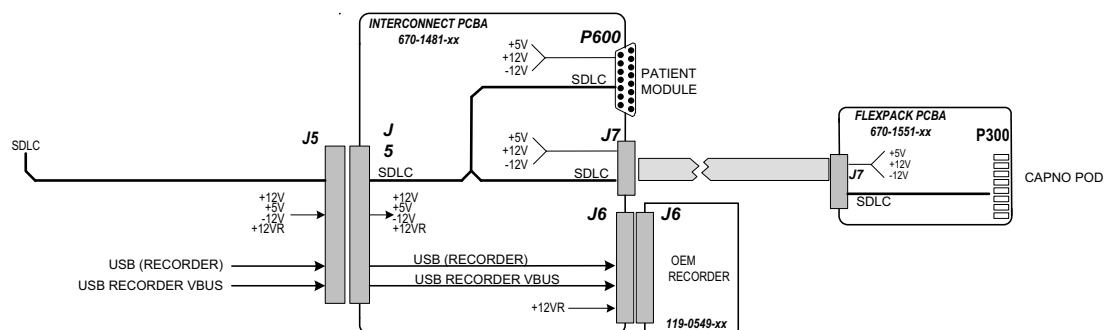 INTERCONNECT PCBA
670-1481-xx
P600
+5V
+12V
-12V
SDLC
PATIENT
MODULE
FLEXPACK PCBA
670-1551-xx
P300
SDLC
J5
J
5
+5V
+12V
-12V
J7
+5V
+12V
-12V
J7
CAPNO POD
SDLC
SDLC
SDLC
+12V
+5V
-12V
+12VR
+12V
+5V
-12V
+12VR
J6
J6
USB (RECORDER)
USB (RECORDER)
OEM
RECORDER
USB RECORDER VBUS
USB RECORDER VBUS
+12VR
119-0549-xx